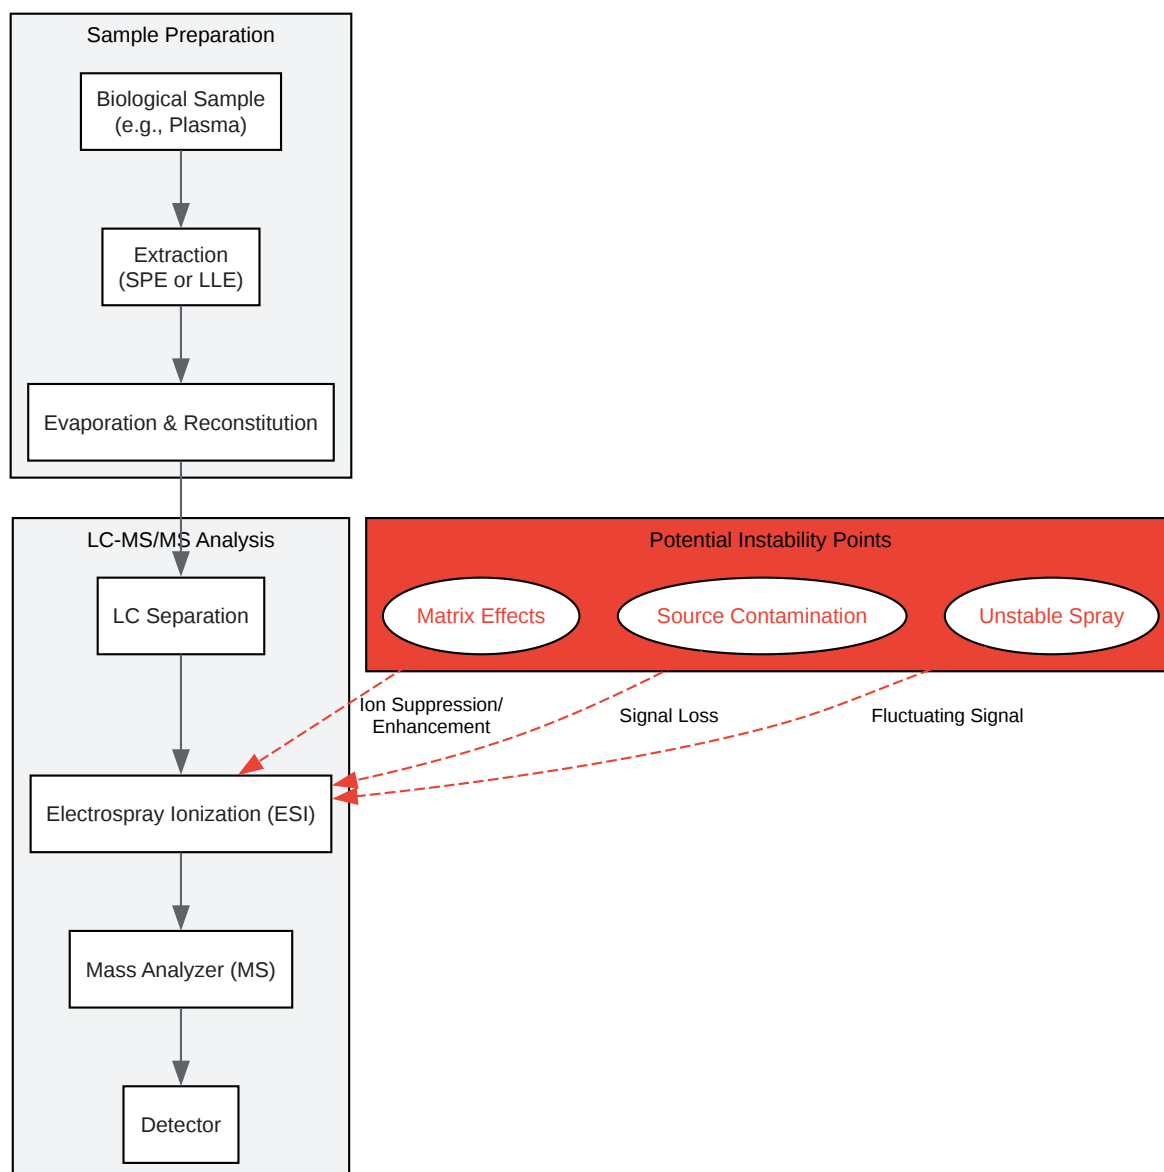 Sample Preparation
Biological Sample
(e.g., Plasma)
Extraction
(SPE or LLE)
Evaporation & Reconstitution
LC-MS/MS Analysis
LC Separation
Potential Instability Points
Matrix Effects
Source Contamination
Unstable Spray
Ion Suppression/
Enhancement
Signal Loss
Fluctuating Signal
Electrospray Ionization (ESI)
Mass Analyzer (MS)
Detector